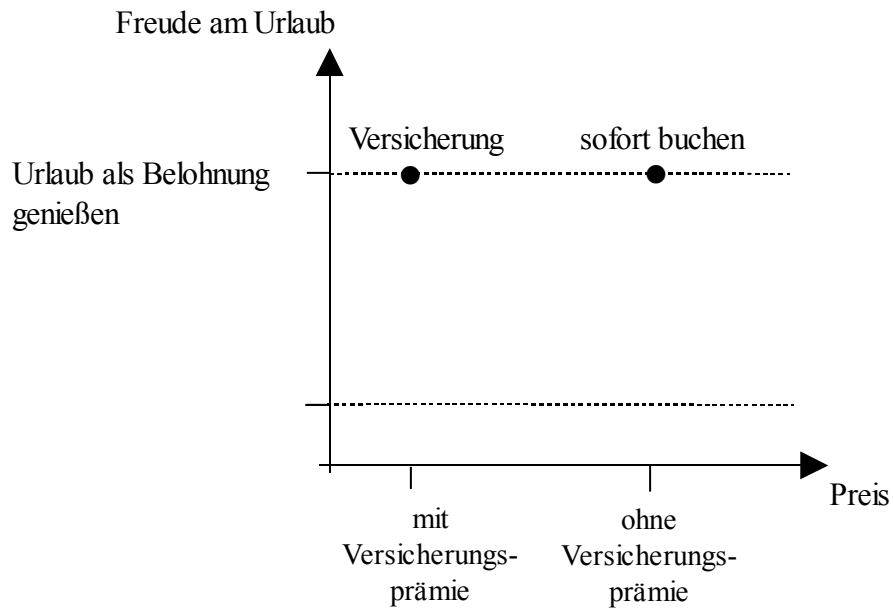 Freude am Urlaub
Versicherung
sofort buchen
Urlaub als Belohnung
genießen
Preis
mit
Versicherungs-
prämie
ohne
Versicherungs-
prämie